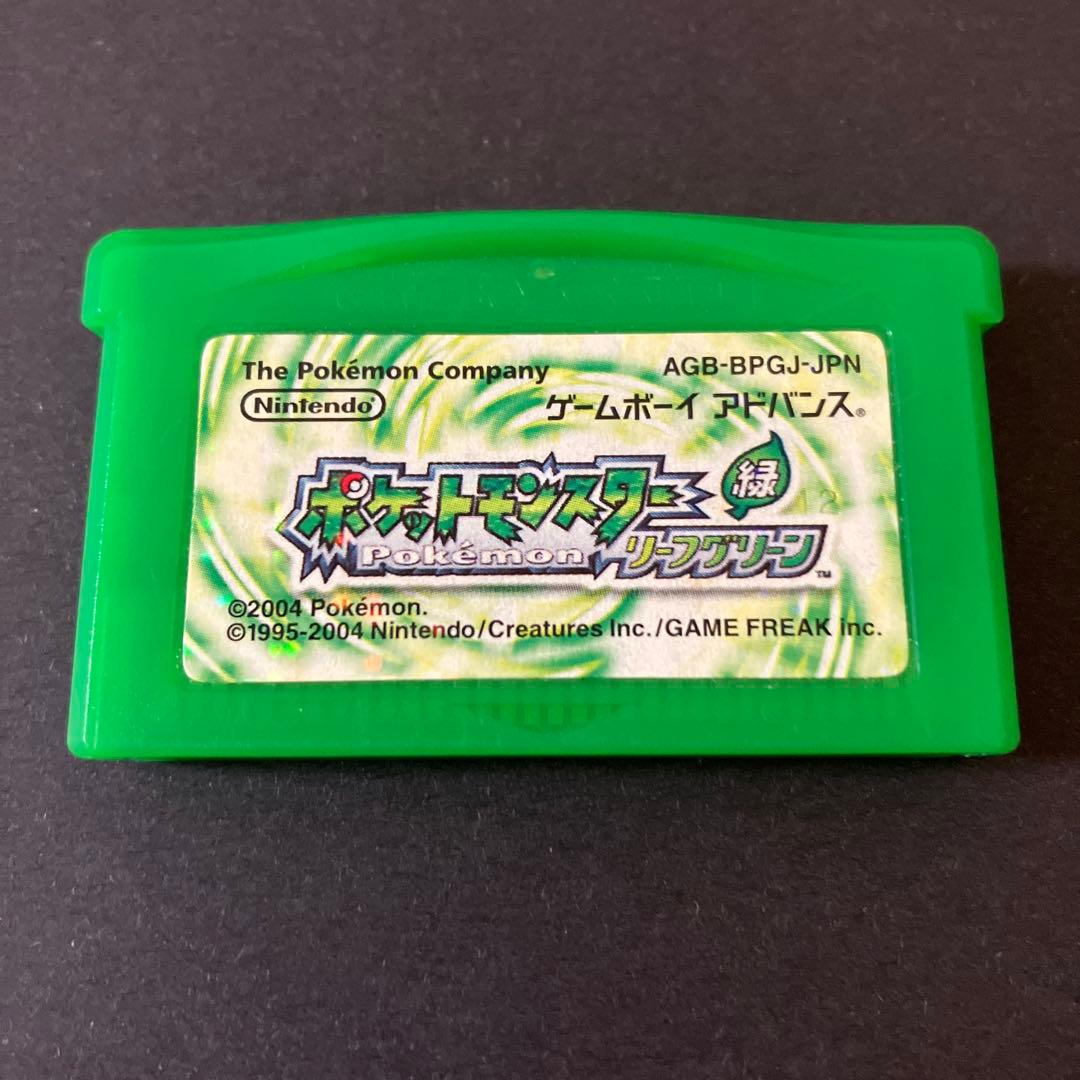 The Pokémon Company
AGB-BPGJ-JPN
Nintendo
ゲームボーイ アドバンス®
ポケットモンスター
緑
Pokémon
リーフグリーン™
©2004 Pokémon.
©1995-2004 Nintendo/Creatures Inc./GAME FREAK inc.